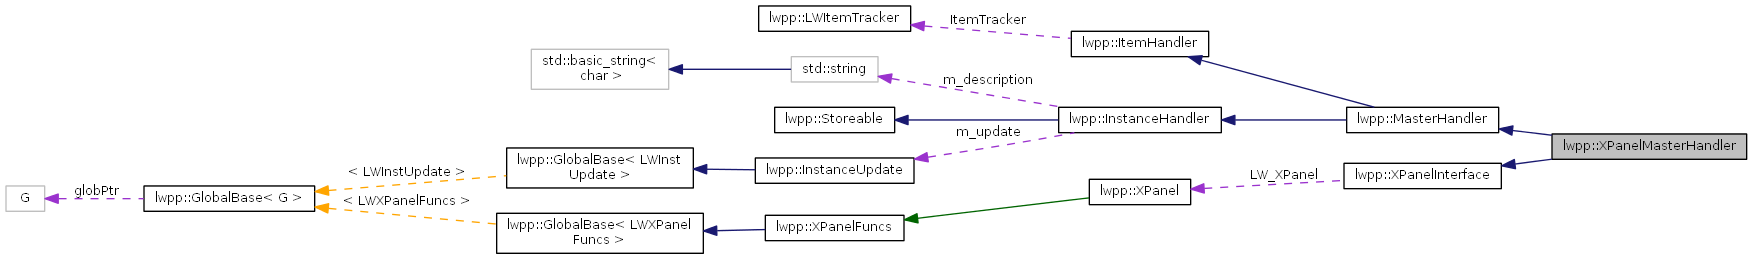 lwpp::LWItemTracker
ItemTracker
lwpp::ItemHandler
std::basic_string<
char >
std::string
m_description
lwpp::Storeable
lwpp::InstanceHandler
lwpp::MasterHandler
m_update
lwpp::XPanelMasterHandler
lwpp::GlobalBase< LWInst
Update >
lwpp::InstanceUpdate
lwpp::XPanelInterface
< LWInstUpdate >
LW_XPanel
lwpp::XPanel
G
globPtr
lwpp::GlobalBase< G >
< LWXPanelFuncs >
lwpp::GlobalBase< LWXPanel
Funcs >
lwpp::XPanelFuncs